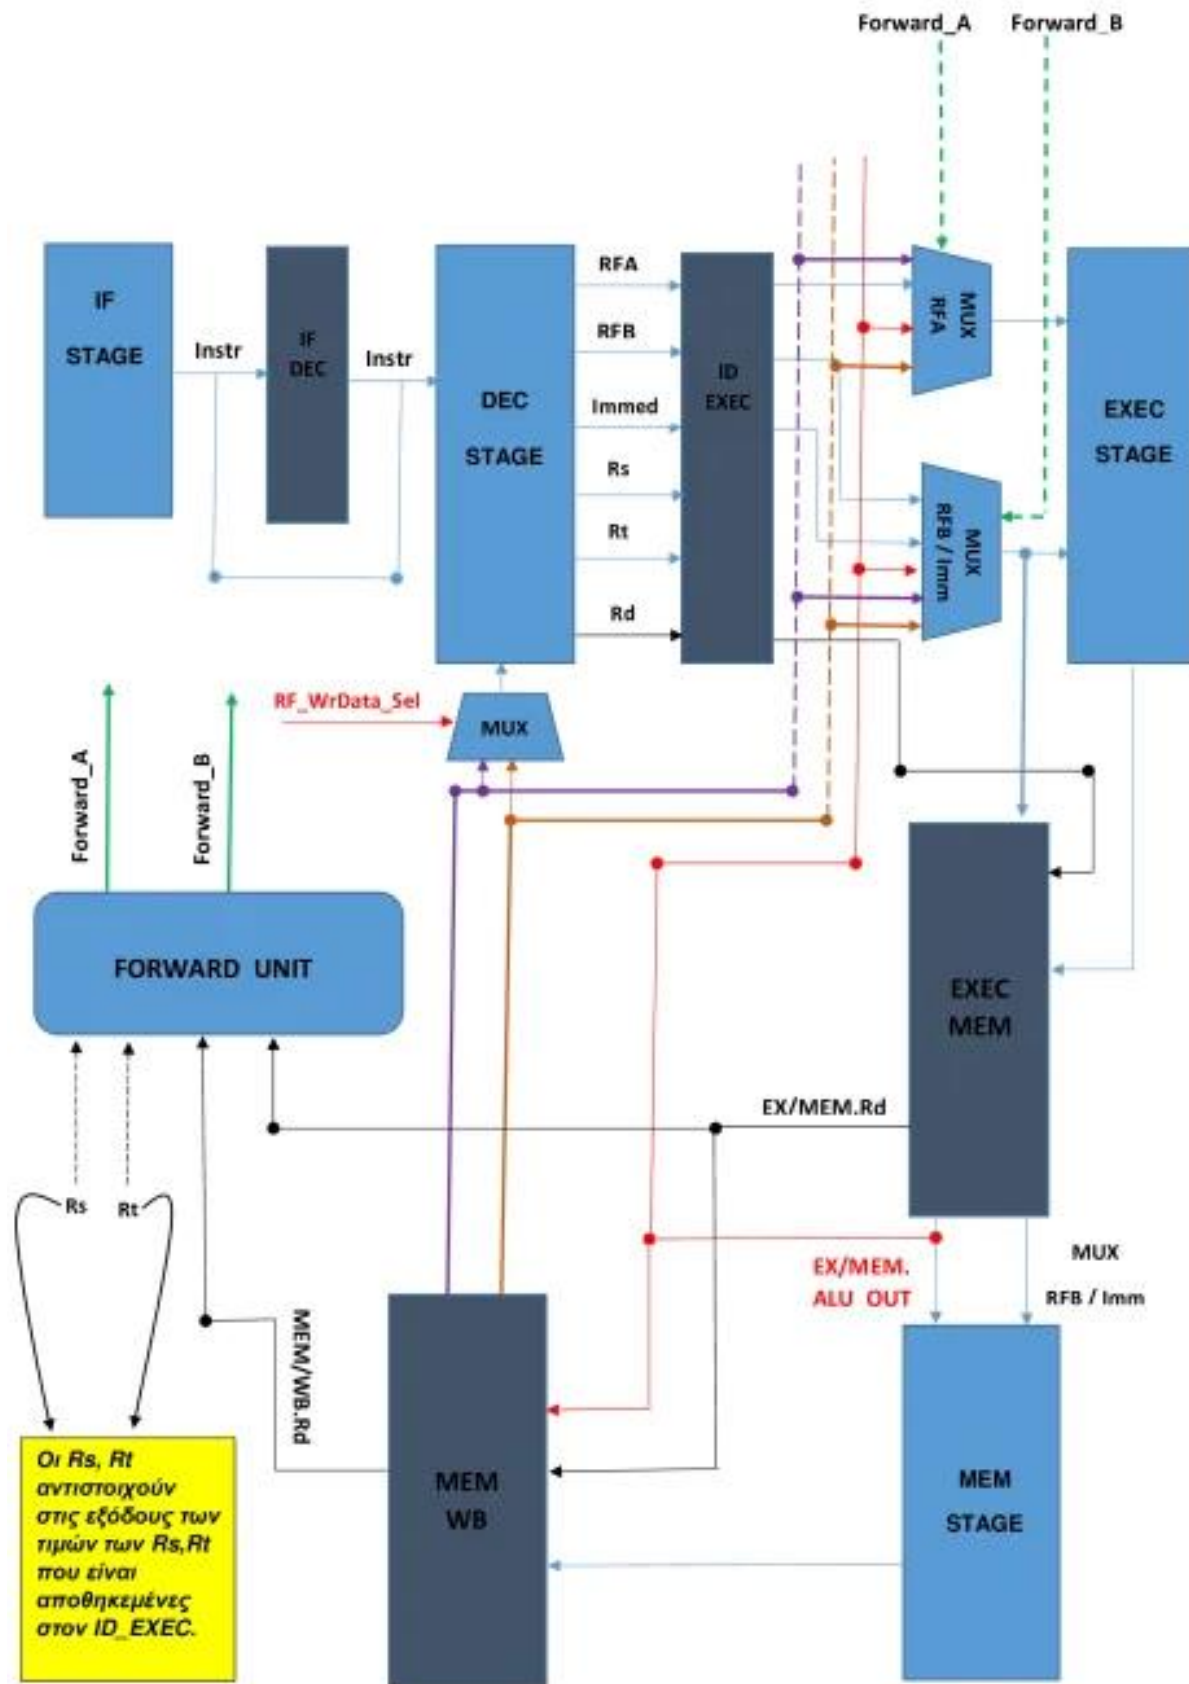 Forward_A Forward_B
IF
STAGE
Instr
IF
DEC
Instr
DEC
STAGE
RFA
RFB
Immed
Rs
Rt
Rd
ID
EXEC
MUX
RFA
MUX
RFB / Imm
EXEC
STAGE
RF_WrData_Sel
MUX
Forward_A
Forward_B
FORWARD UNIT
EXEC
MEM
EX/MEM.Rd
Rs
Rt
MEM/WB.Rd
EX/MEM.
ALU OUT
MUX
RFB / Imm
Οι Rs, Rt
αντιστοιχούν
στις εξόδους των
τιμών των Rs,Rt
που είναι
αποθηκεμένες
στον ID_EXEC.
MEM
WB
MEM
STAGE